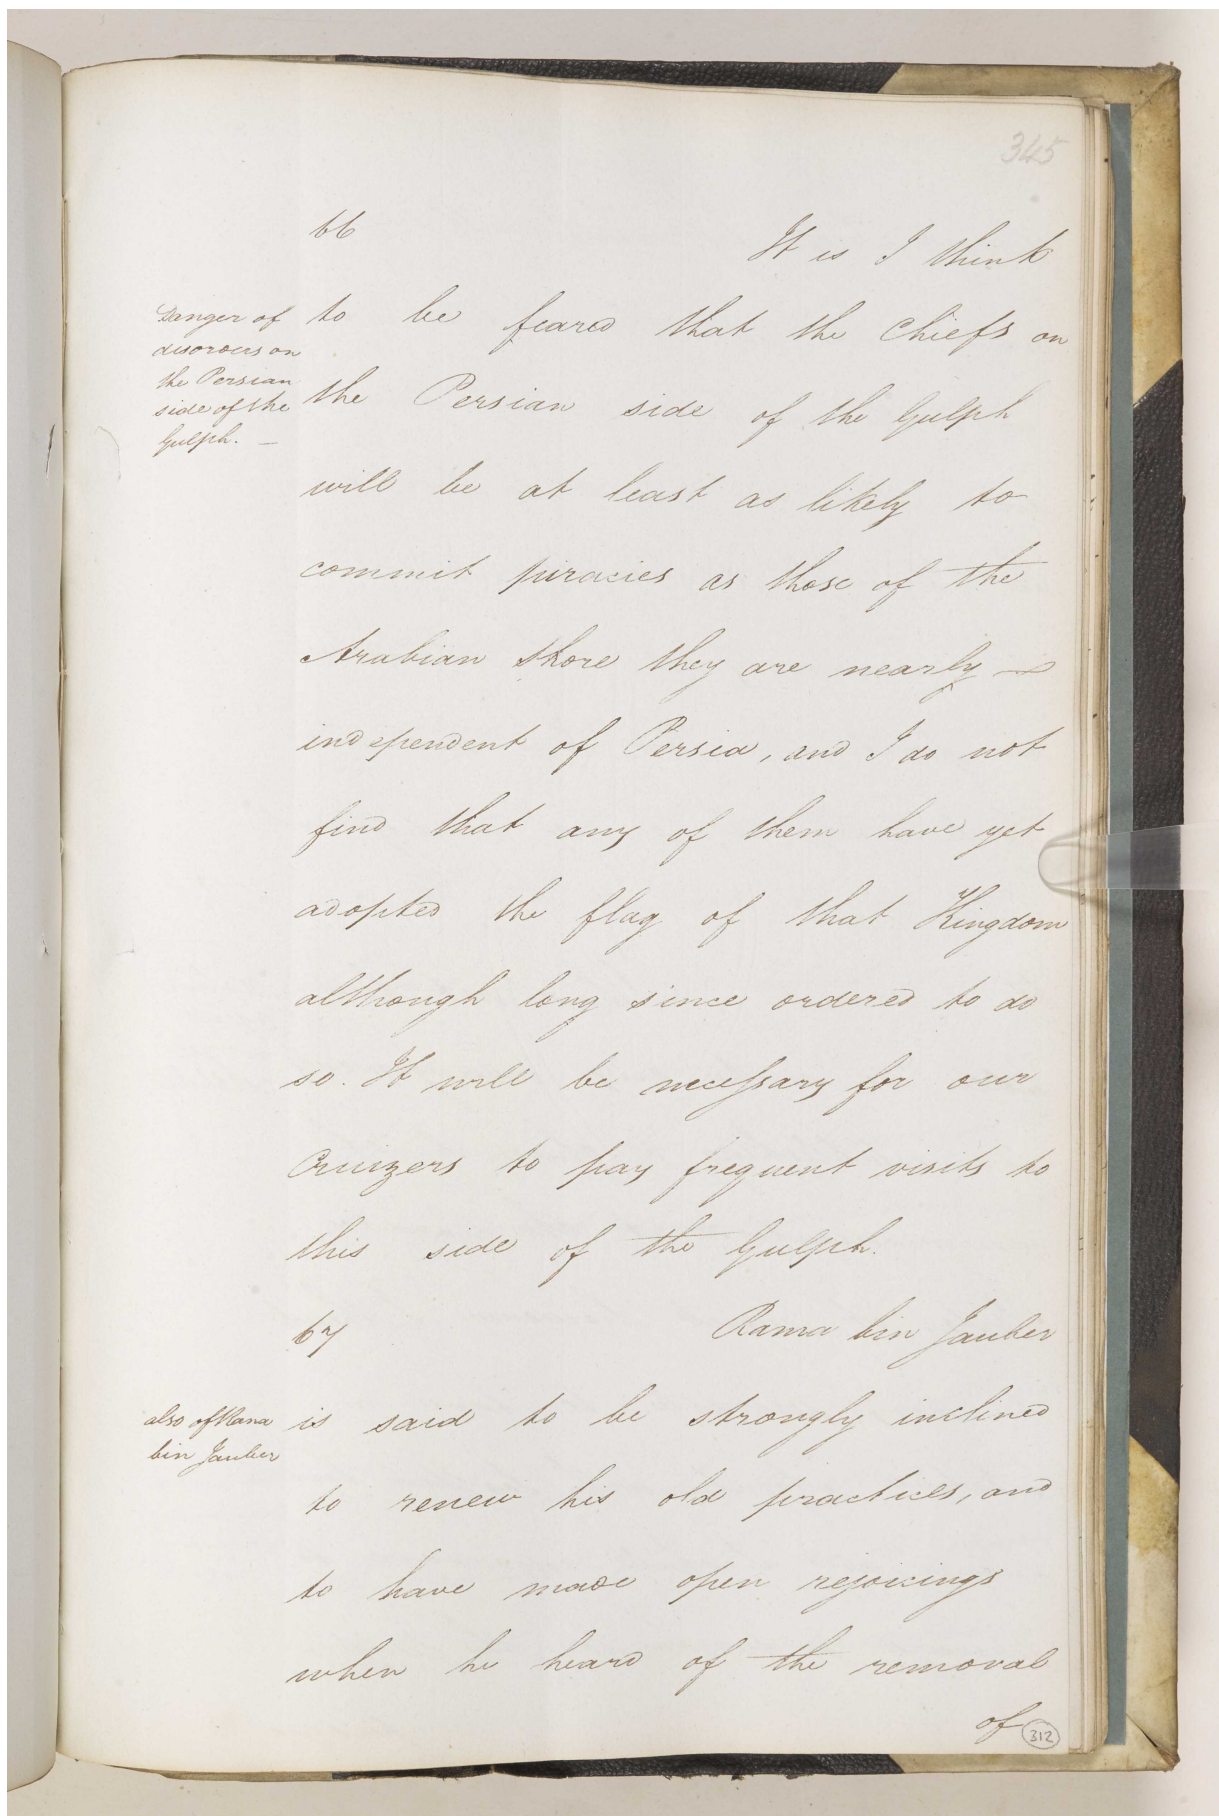 345
66
It is I think
Danger of
disorders on
the Persian
side of the
Gulph. —
to be feared that the Chiefs on
the Persian side of the Gulph
will be at least as likely to
commit piracies as those of the
Arabian Shore they are nearly
independent of Persia, and I do not
find that any of them have yet
adopted the flag of that Kingdom
although long since ordered to do
so. It will be necessary for our
Cruizers to pay frequent visits to
this side of the Gulph.
67
Rama bin Jauber
also of Rana
bin Jauber
is said to be strongly inclined
to renew his old practices, and
to have made open rejoicings
when he heard of the removal
of
312